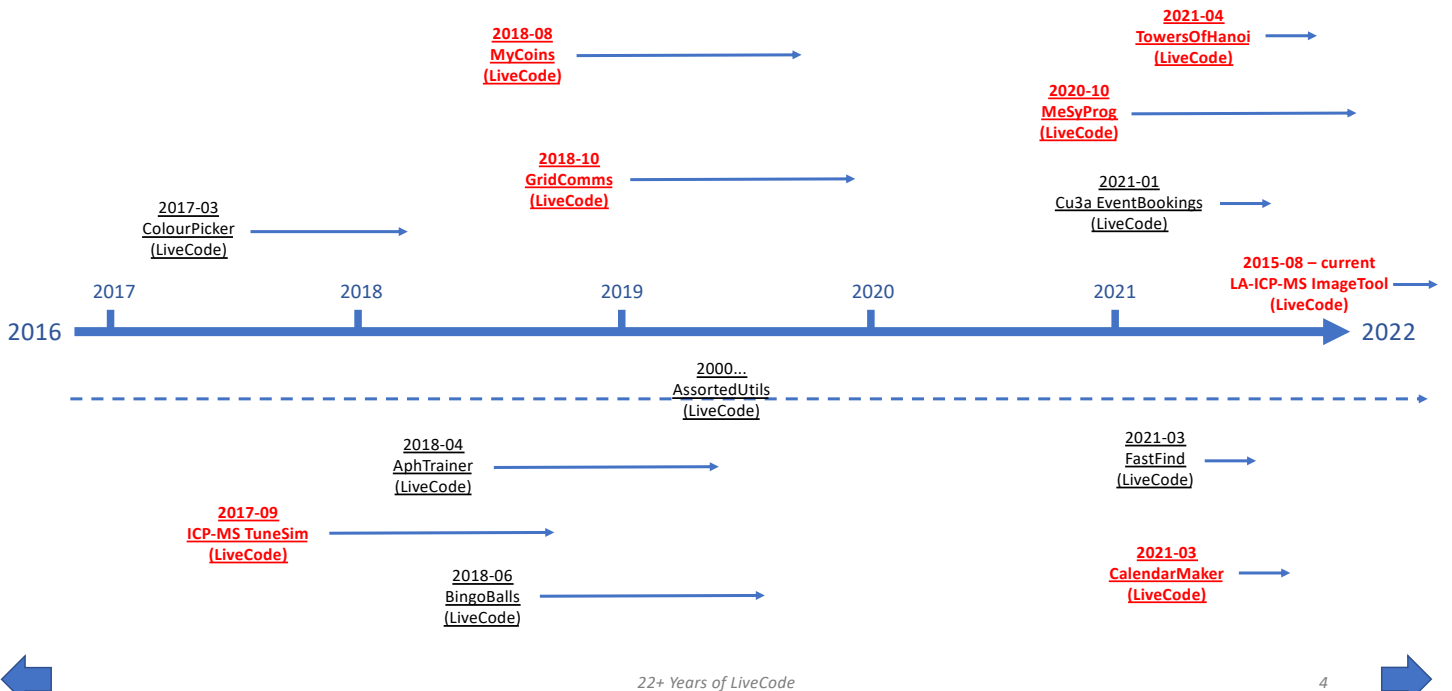 2018-08
MyCoins
(LiveCode)
2021-04
TowersOfHanoi
(LiveCode)
2020-10
MeSyProg
(LiveCode)
2018-10
GridComms
(LiveCode)
2021-01
Cu3a EventBookings
(LiveCode)
2017-03
ColourPicker
(LiveCode)
2015-08 – current
LA-ICP-MS ImageTool
(LiveCode)
2017
2018
2019
2020
2021
2016
2022
2000...
AssortedUtils
(LiveCode)
2018-04
AphTrainer
(LiveCode)
2021-03
FastFind
(LiveCode)
2017-09
ICP-MS TuneSim
(LiveCode)
2021-03
CalendarMaker
(LiveCode)
2018-06
BingoBalls
(LiveCode)
22+ Years of LiveCode
4